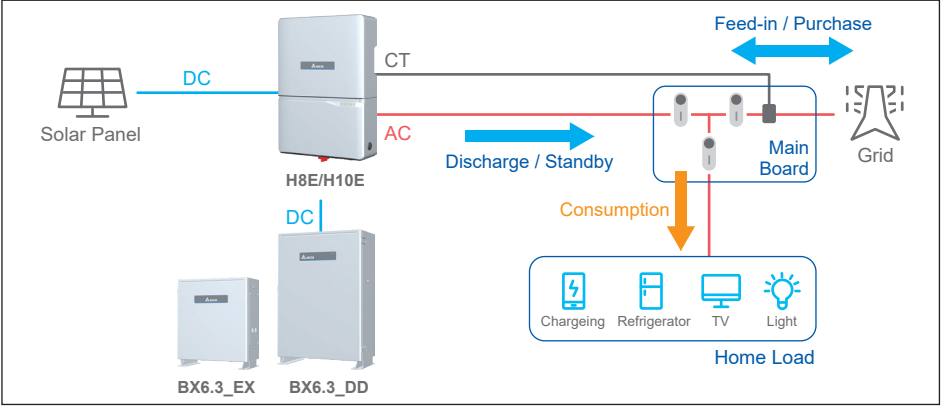 Feed-in / Purchase
CT
DC
Solar Panel
AC
Discharge / Standby
Main
Board
Grid
H8E/H10E
DC
Consumption
Chargeing
Refrigerator
TV
Light
Home Load
BX6.3_EX
BX6.3_DD